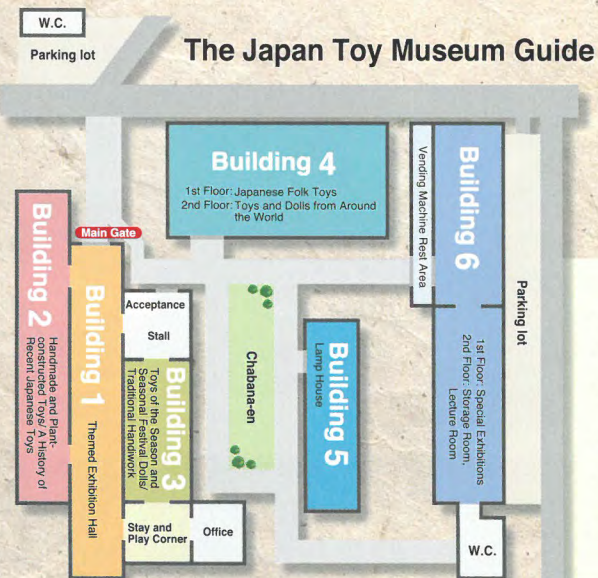 W.C.
Parking lot
The Japan Toy Museum Guide
Building 4
1st Floor: Japanese Folk Toys
2nd Floor: Toys and Dolls from Around
the World
Vending Machine Rest Area
Building 6
1st Floor: Special Exhibitions
2nd Floor: Storage Room,
Lecture Room
Parking lot
Main Gate
Building 2
Handmade and Plant-
constructed Toys/ A History of
Recent Japanese Toys
Building 1
Themed Exhibition Hall
Acceptance
Stall
Building 3
Toys of the Season and
Seasonal Festival Dolls/
Traditional Handiwork
Chabana-en
Building 5
Lamp House
Stay and
Play Corner
Office
W.C.